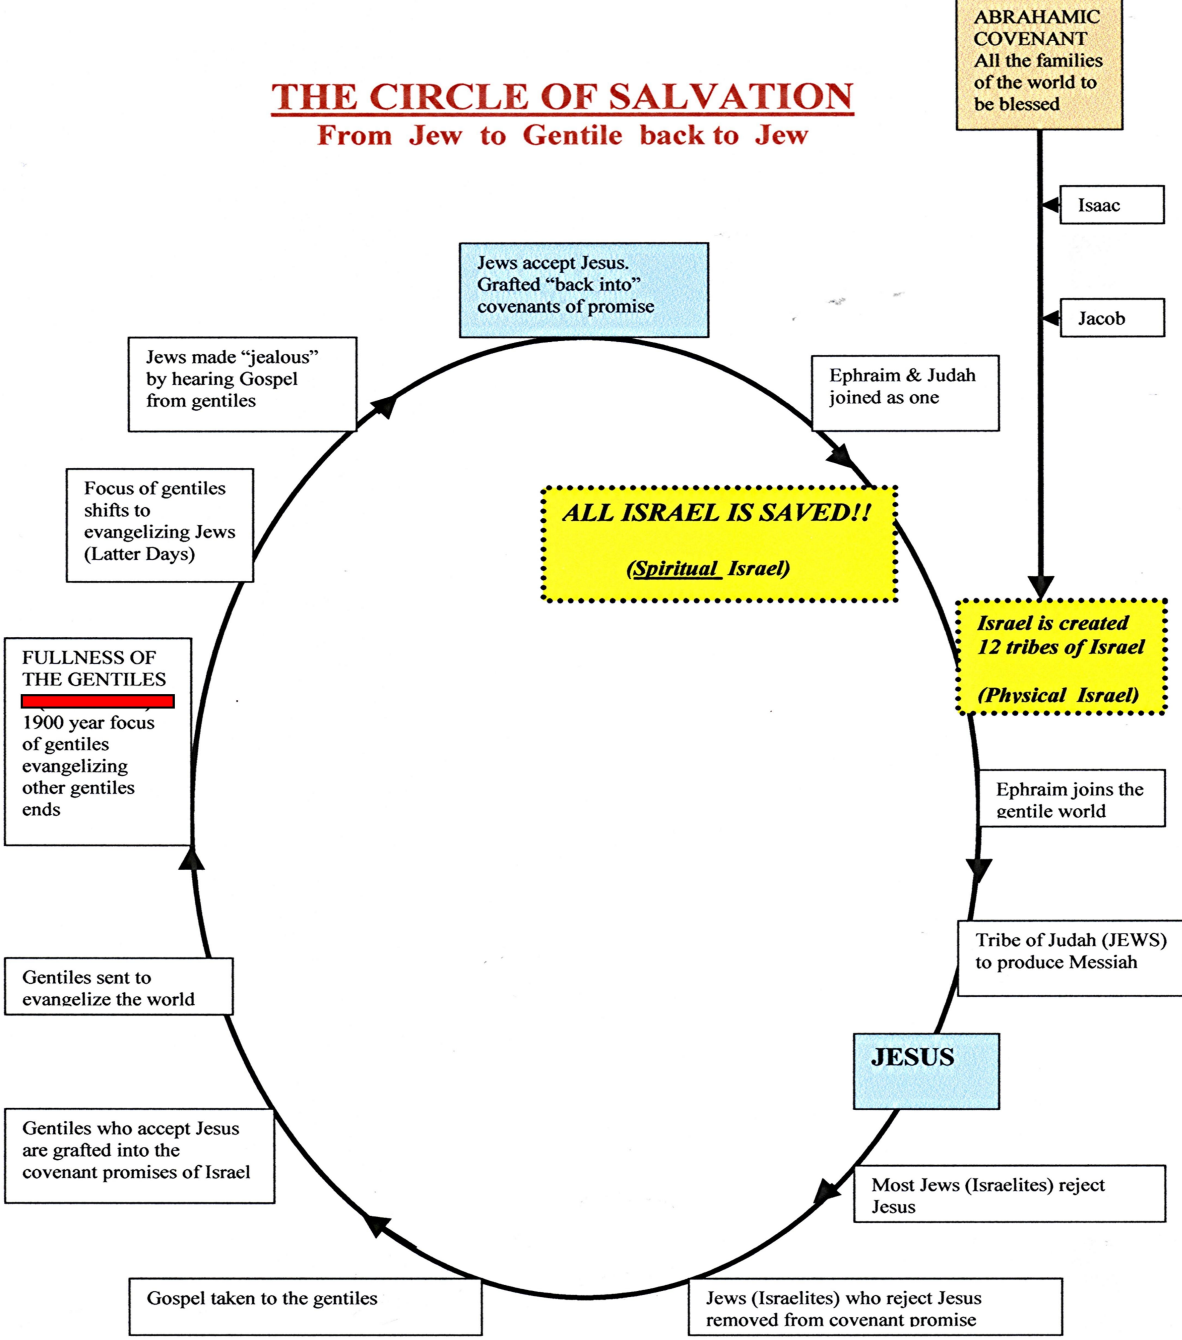 ABRAHAMIC
COVENANT
All the families
of the world to
be blessed
THE CIRCLE OF SALVATION
From Jew to Gentile back to Jew
Isaac
Jacob
Jews accept Jesus.
Grafted “back into”
covenants of promise
Jews made “jealous”
by hearing Gospel
from gentiles
Ephraim & Judah
joined as one
Focus of gentiles
shifts to
evangelizing Jews
(Latter Days)
ALL ISRAEL IS SAVED!!
(Spiritual Israel)
Israel is created
12 tribes of Israel
(Physical Israel)
FULLNESS OF
THE GENTILES
1900 year focus
of gentiles
evangelizing
other gentiles
ends
Ephraim joins the
gentile world
Tribe of Judah (JEWS)
to produce Messiah
Gentiles sent to
evangelize the world
JESUS
Gentiles who accept Jesus
are grafted into the
covenant promises of Israel
Most Jews (Israelites) reject
Jesus
Gospel taken to the gentiles
Jews (Israelites) who reject Jesus
removed from covenant promise